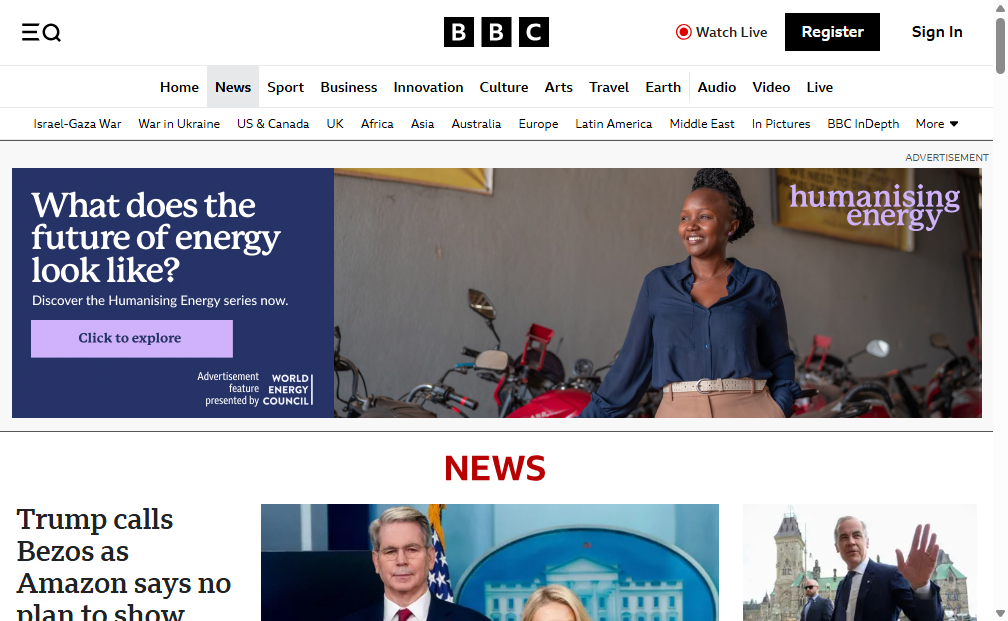 BBC
Watch Live
Register
Sign In
Home News Sport Business Innovation Culture Arts Travel Earth Audio Video Live
Israel-Gaza War War in Ukraine US & Canada UK Africa Asia Australia Europe Latin America Middle East In Pictures BBC InDepth More
ADVERTISEMENT
What does the
future of energy
look like?
Discover the Humanising Energy series now.
Click to explore
Advertisement
feature
presented by
WORLD
ENERGY
COUNCIL
humanising
energy
NEWS
Trump calls
Bezos as
Amazon says no
plan to show